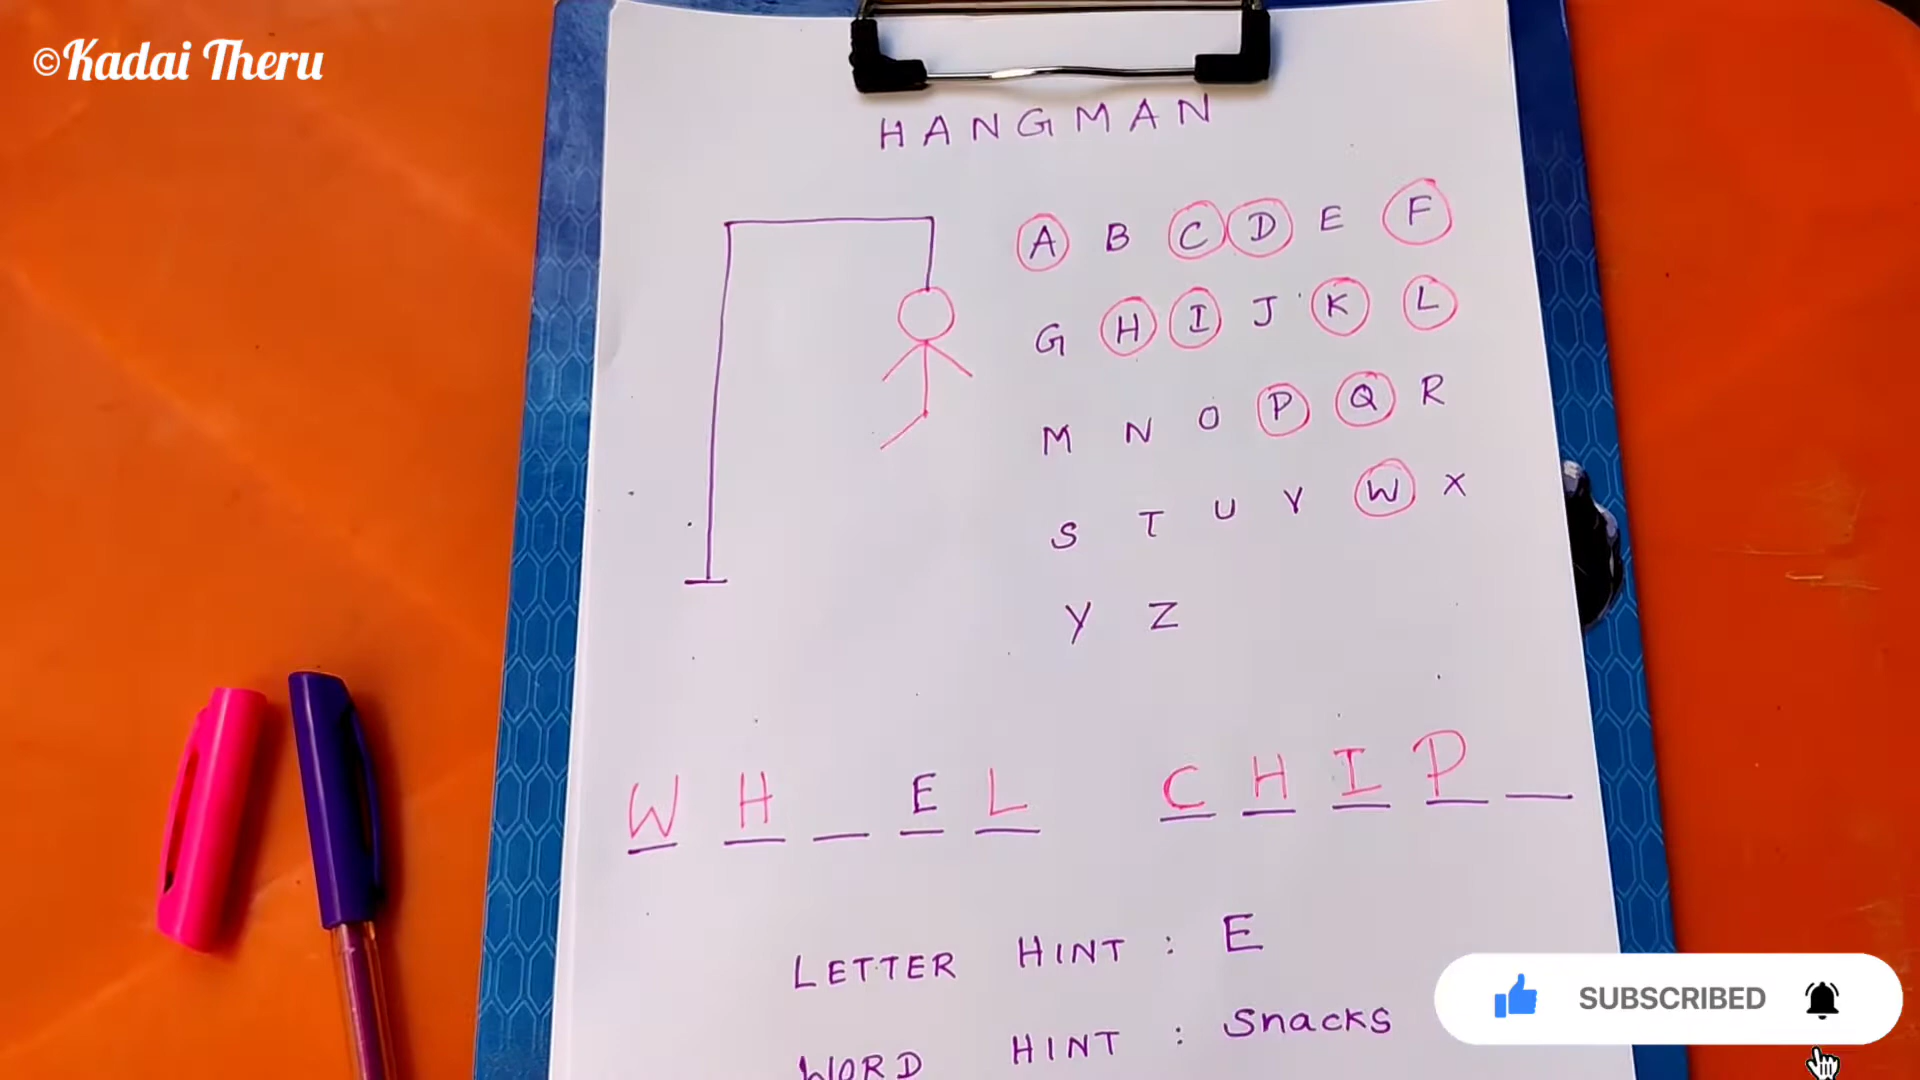 ©Kadai Theru
HANGMAN
A B C D E F
G H I J K L
M N O P Q R
S T U V W X
Y Z
W H _ E L C H I P _
LETTER HINT : E
WORD HINT : Snacks
SUBSCRIBED